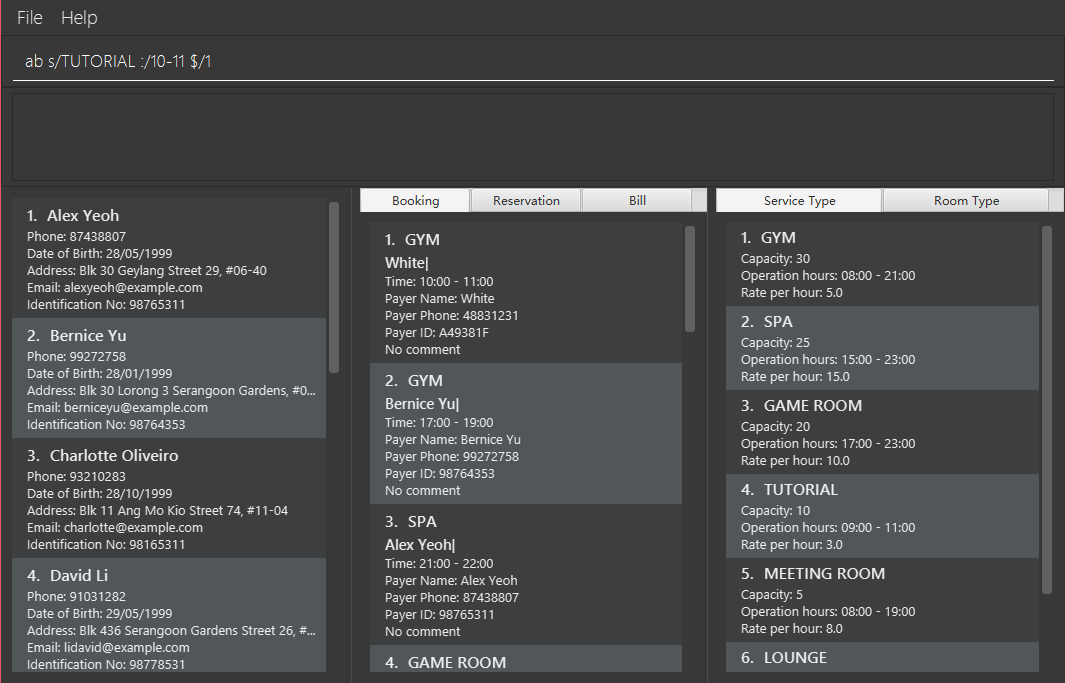 File Help
ab s/TUTORIAL :/10-11 $/1
1. Alex Yeoh
Phone: 87438807
Date of Birth: 28/05/1999
Address: Blk 30 Geylang Street 29, #06-40
Email: alexyeoh@example.com
Identification No: 98765311
2. Bernice Yu
Phone: 99272758
Date of Birth: 28/01/1999
Address: Blk 30 Lorong 3 Serangoon Gardens, #0...
Email: berniceyu@example.com
Identification No: 98764353
3. Charlotte Oliveiro
Phone: 93210283
Date of Birth: 28/10/1999
Address: Blk 11 Ang Mo Kio Street 74, #11-04
Email: charlotte@example.com
Identification No: 98165311
4. David Li
Phone: 91031282
Date of Birth: 29/05/1999
Address: Blk 436 Serangoon Gardens Street 26, #...
Email: lidavid@example.com
Identification No: 98778531
Booking Reservation Bill
1. GYM
White|
Time: 10:00 - 11:00
Payer Name: White
Payer Phone: 48831231
Payer ID: A49381F
No comment
2. GYM
Bernice Yu|
Time: 17:00 - 19:00
Payer Name: Bernice Yu
Payer Phone: 99272758
Payer ID: 98764353
No comment
3. SPA
Alex Yeoh|
Time: 21:00 - 22:00
Payer Name: Alex Yeoh
Payer Phone: 87438807
Payer ID: 98765311
No comment
4. GAME ROOM
Service Type Room Type
1. GYM
Capacity: 30
Operation hours: 08:00 - 21:00
Rate per hour: 5.0
2. SPA
Capacity: 25
Operation hours: 15:00 - 23:00
Rate per hour: 15.0
3. GAME ROOM
Capacity: 20
Operation hours: 17:00 - 23:00
Rate per hour: 10.0
4. TUTORIAL
Capacity: 10
Operation hours: 09:00 - 11:00
Rate per hour: 3.0
5. MEETING ROOM
Capacity: 5
Operation hours: 08:00 - 19:00
Rate per hour: 8.0
6. LOUNGE